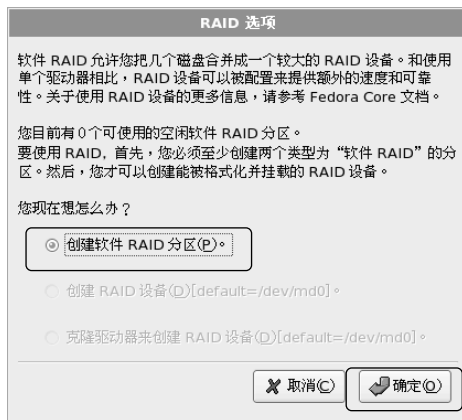 RAID 选项
软件 RAID 允许您把几个磁盘合并成一个较大的 RAID 设备。和使用
单个驱动器相比，RAID 设备可以被配置来提供额外的速度和可靠
性。关于使用 RAID 设备的更多信息，请参考 Fedora Core 文档。
您目前有0个可使用的空闲软件 RAID 分区。
要使用 RAID, 首先，您必须至少创建两个类型为“软件 RAID”的分
区。然后，您才可以创建能被格式化并挂载的 RAID 设备。
您现在想怎么办？
创建软件 RAID 分区(P)。
创建 RAID 设备(D)[default=/dev/md0]。
克隆驱动器来创建 RAID 设备(D)[default=/dev/md0]。
取消(C) 确定(O)